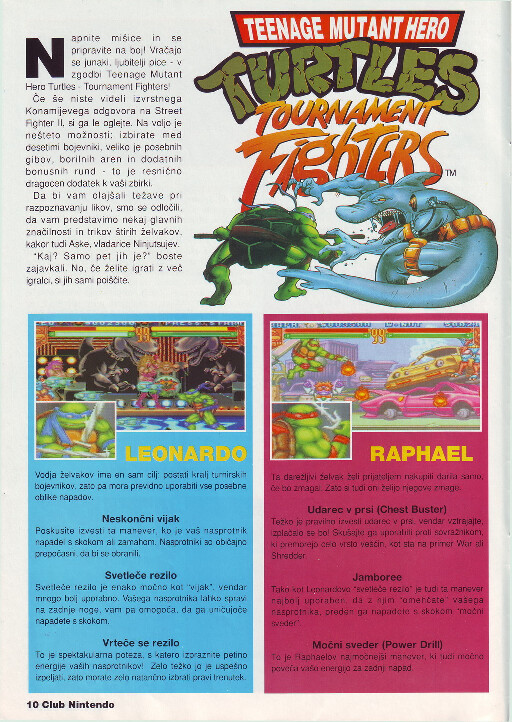 TEENAGE MUTANT HERO
TURTLES
TOURNAMENT
Fighters
TM
Napnite mišice in se
pripravite na boj! Vračajo
se junaki, ljubitelji pice - v
zgodbi Teenage Mutant
Hero Turtles - Tournament Fighters!
Če še niste videli izvrstnega
Konamijevega odgovora na Street
Fighter II, si ga le oglejte. Na voljo je
nešteto možnosti: izbirate med
desetimi bojevniki, veliko je posebnih
gibov, borilnih aren in dodatnih
bonusnih rund - to je resnično
dragocen dodatek k vaši zbirki.
Da bi vam olajšali težave pri
razpoznavanju likov, smo se odločili,
da vam predstavimo nekaj glavnih
značilnosti in trikov štirih želvakov,
kakor tudi Aske, vladarice Ninjutsujev.
"Kaj? Samo pet jih je?" boste
zajavkali. No, če želite igrati z več
igralci, si jih sami poiščite.
LEONARDO
Vodja želvakov ima en sam cilj: postati kralj turnirskih
bojevnikov, zato pa mora previdno uporabiti vse posebne
oblike napadov.
Neskončni vijak
Poskusite izvesti ta manever, ko je vaš nasprotnik
napadel s skokom ali zamahom. Nasprotniki so običajno
prepočasni, da bi se obranili.
Svetleče rezilo
Svetleče rezilo je enako močno kot "vijak", vendar
mnogo bolj uporabno. Vašega nasprotnika lahko spravi
na zadnje noge, vam pa omogoča, da ga uničujoče
napadete s skokom.
Vrteče se rezilo
To je spektakularna poteza, s katero izpraznite petino
energije vaših nasprotnikov! Zelo težko jo je uspešno
izpeljati, zato morate zelo natančno izbrati pravi trenutek.
RAPHAEL
Ta darežljivi želvak želi prijateljem nakupiti darila samo,
če bo zmagal. Zato si tudi oni želijo njegove zmage.
Udarec v prsi (Chest Buster)
Težko je pravilno izvesti udarec v prsi, vendar vztrajajte,
izplačalo se bo! Skušajte ga uporabiti proti sovražnikom,
ki premorejo celo vrsto veščin, kot sta na primer War ali
Shredder.
Jamboree
Tako kot Leonardovo "svetleče rezilo" je tudi ta manever
najbolj uporaben, da z njim "omehčate" vašega
nasprotnika, preden ga napadete s skokom "močni
sveder".
Močni sveder (Power Drill)
To je Raphaelov najmočnejši manever, ki tudi močno
poveča vašo energijo za zadnji napad.
10 Club Nintendo